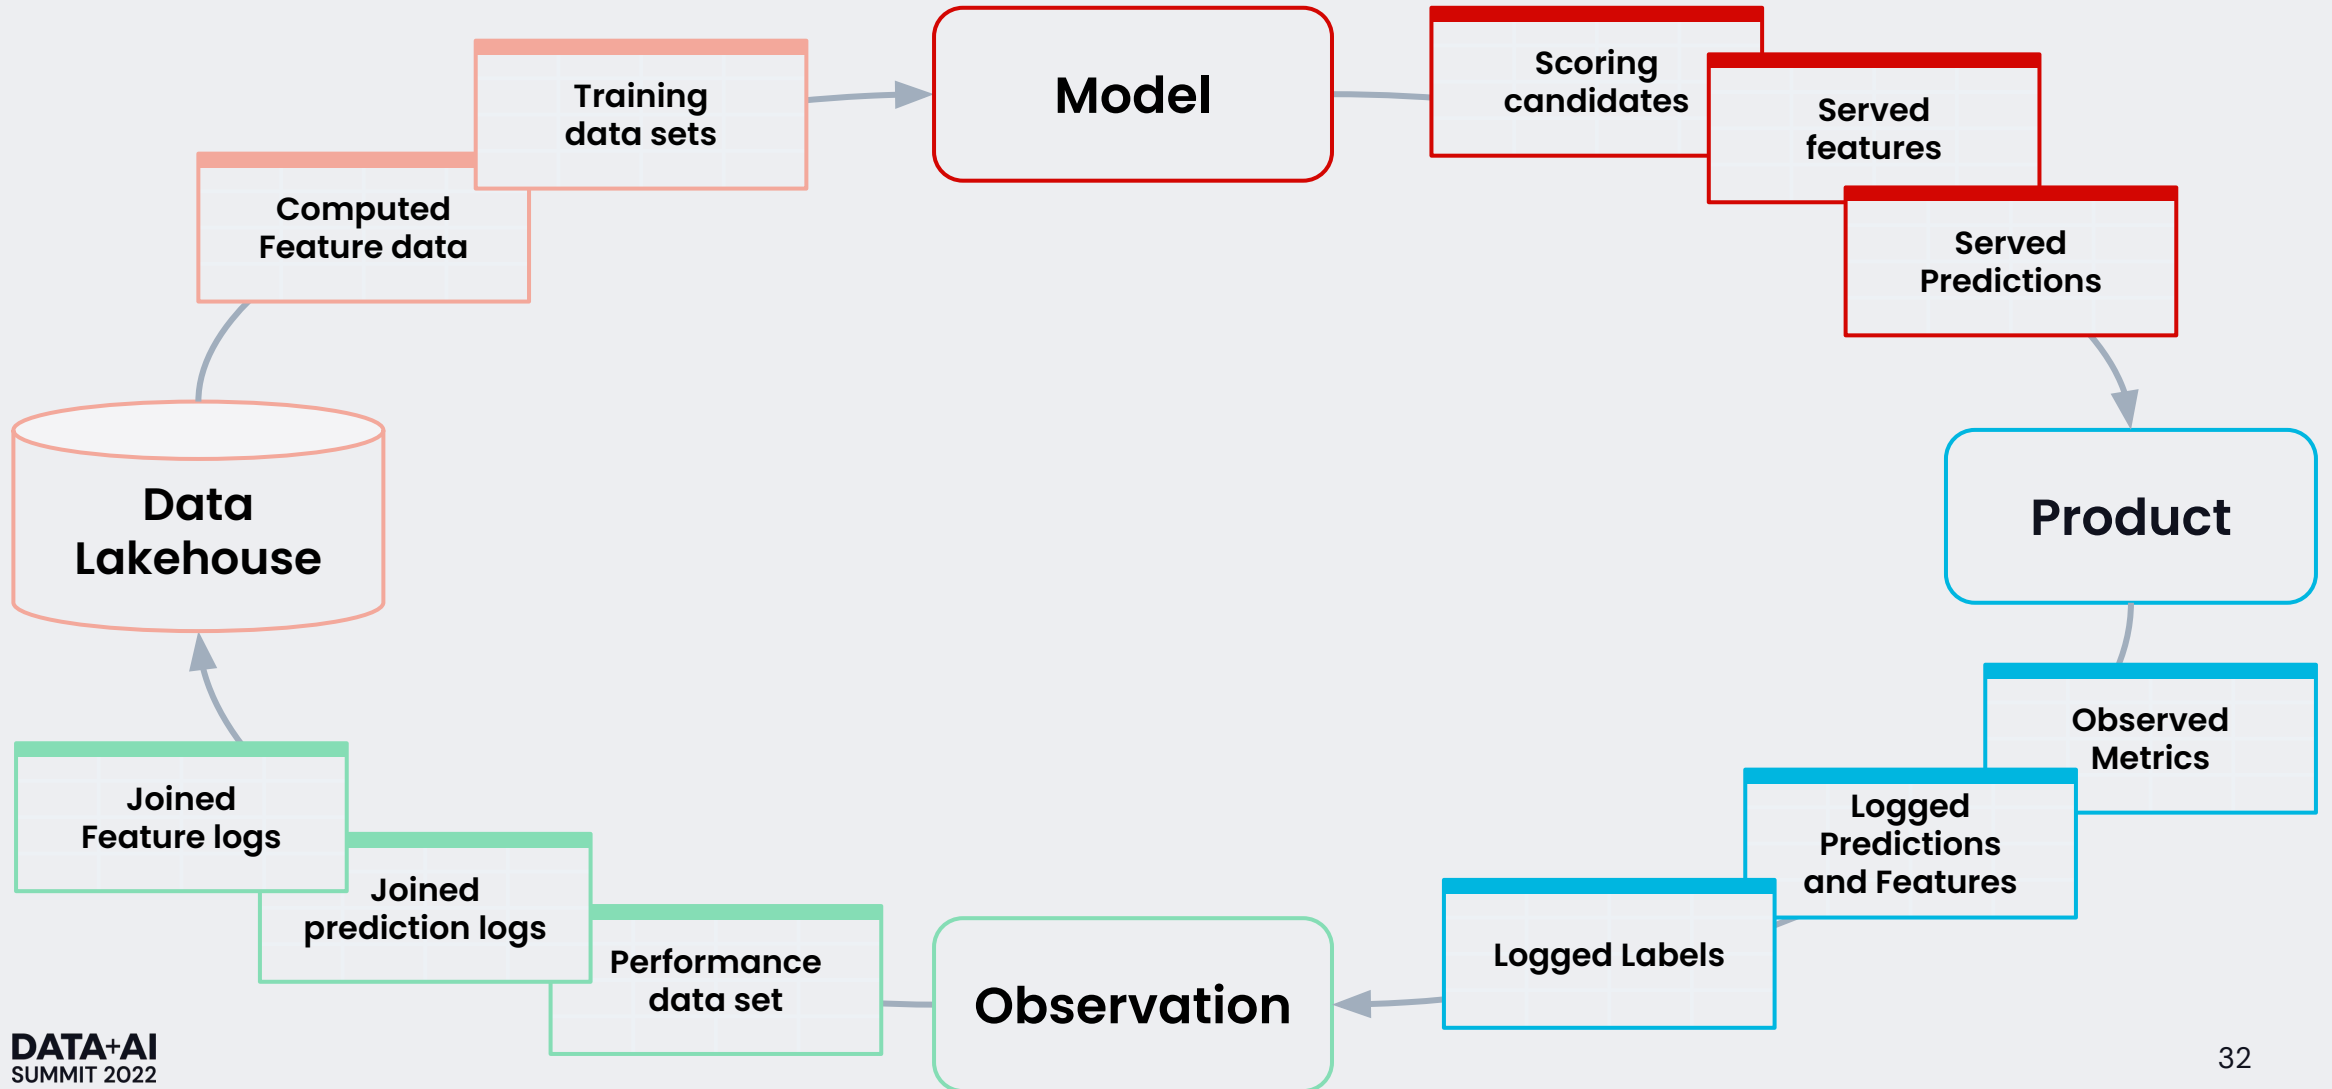 Training
data sets
Model
Scoring
candidates
Served
features
Computed
Feature data
Served
Predictions
Data
Lakehouse
Product
Observed
Metrics
Joined
Feature logs
Logged
Predictions
and Features
Joined
prediction logs
Logged Labels
Performance
data set
Observation
DATA+AI
SUMMIT 2022
32